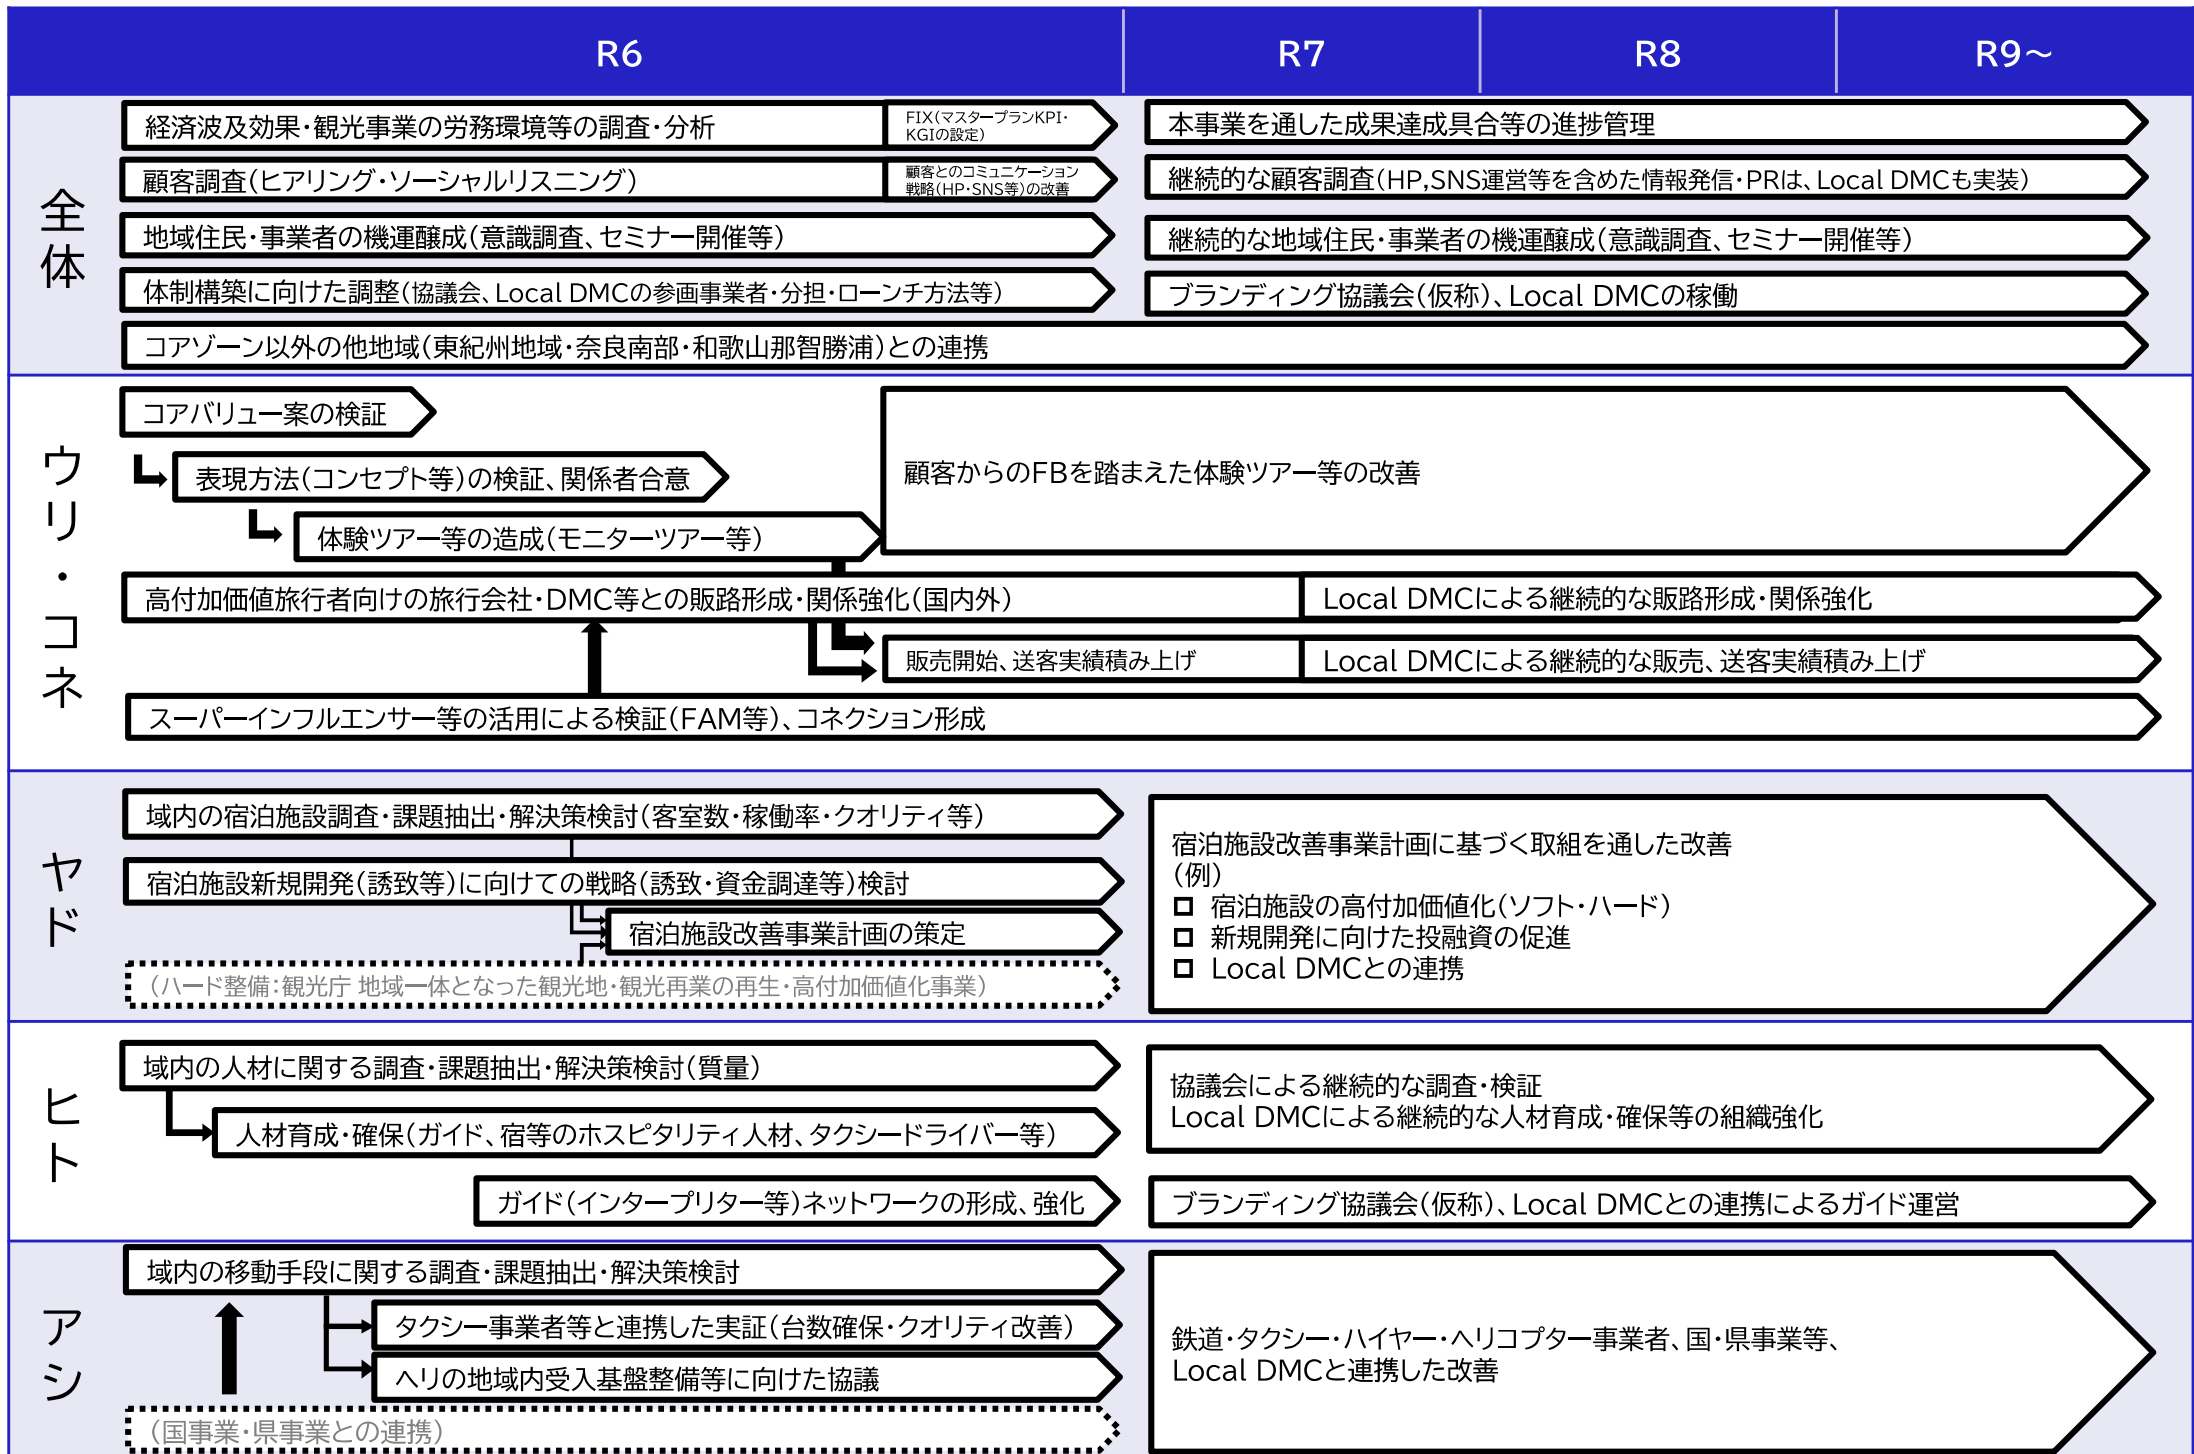 R6
R7
R8
R9～
全体
経済波及効果・観光事業の労務環境等の調査・分析
FIX（マスタープランKPI・
KGIの設定）
本事業を通した成果達成具合等の進捗管理
顧客調査（ヒアリング・ソーシャルリスニング）
顧客とのコミュニケーション
戦略（HP・SNS等）の改善
継続的な顧客調査（HP,SNS運営等を含めた情報発信・PRは、Local DMCも実装）
地域住民・事業者の機運醸成（意識調査、セミナー開催等）
継続的な地域住民・事業者の機運醸成（意識調査、セミナー開催等）
体制構築に向けた調整（協議会、Local DMCの参画事業者・分担・ローンチ方法等）
ブランディング協議会（仮称）、Local DMCの稼働
コアゾーン以外の他地域（東紀州地域・奈良南部・和歌山那智勝浦）との連携
ウリ・コネ
コアバリュー案の検証
表現方法（コンセプト等）の検証、関係者合意
体験ツアー等の造成（モニターツアー等）
顧客からのFBを踏まえた体験ツアー等の改善
高付加価値旅行者向けの旅行会社・DMC等との販路形成・関係強化（国内外）
Local DMCによる継続的な販路形成・関係強化
販売開始、送客実績積み上げ
Local DMCによる継続的な販売、送客実績積み上げ
スーパーインフルエンサー等の活用による検証（FAM等）、コネクション形成
ヤド
域内の宿泊施設調査・課題抽出・解決策検討（客室数・稼働率・クオリティ等）
宿泊施設新規開発（誘致等）に向けての戦略（誘致・資金調達等）検討
宿泊施設改善事業計画の策定
（ハード整備：観光庁 地域一体となった観光地・観光再業の再生・高付加価値化事業）
宿泊施設改善事業計画に基づく取組を通した改善
（例）
宿泊施設の高付加価値化（ソフト・ハード）
新規開発に向けた投融資の促進
Local DMCとの連携
ヒト
域内の人材に関する調査・課題抽出・解決策検討（質量）
人材育成・確保（ガイド、宿等のホスピタリティ人材、タクシードライバー等）
協議会による継続的な調査・検証
Local DMCによる継続的な人材育成・確保等の組織強化
ガイド（インタープリター等）ネットワークの形成、強化
ブランディング協議会（仮称）、Local DMCとの連携によるガイド運営
アシ
域内の移動手段に関する調査・課題抽出・解決策検討
タクシー事業者等と連携した実証（台数確保・クオリティ改善）
ヘリの地域内受入基盤整備等に向けた協議
（国事業・県事業との連携）
鉄道・タクシー・ハイヤー・ヘリコプター事業者、国・県事業等、
Local DMCと連携した改善